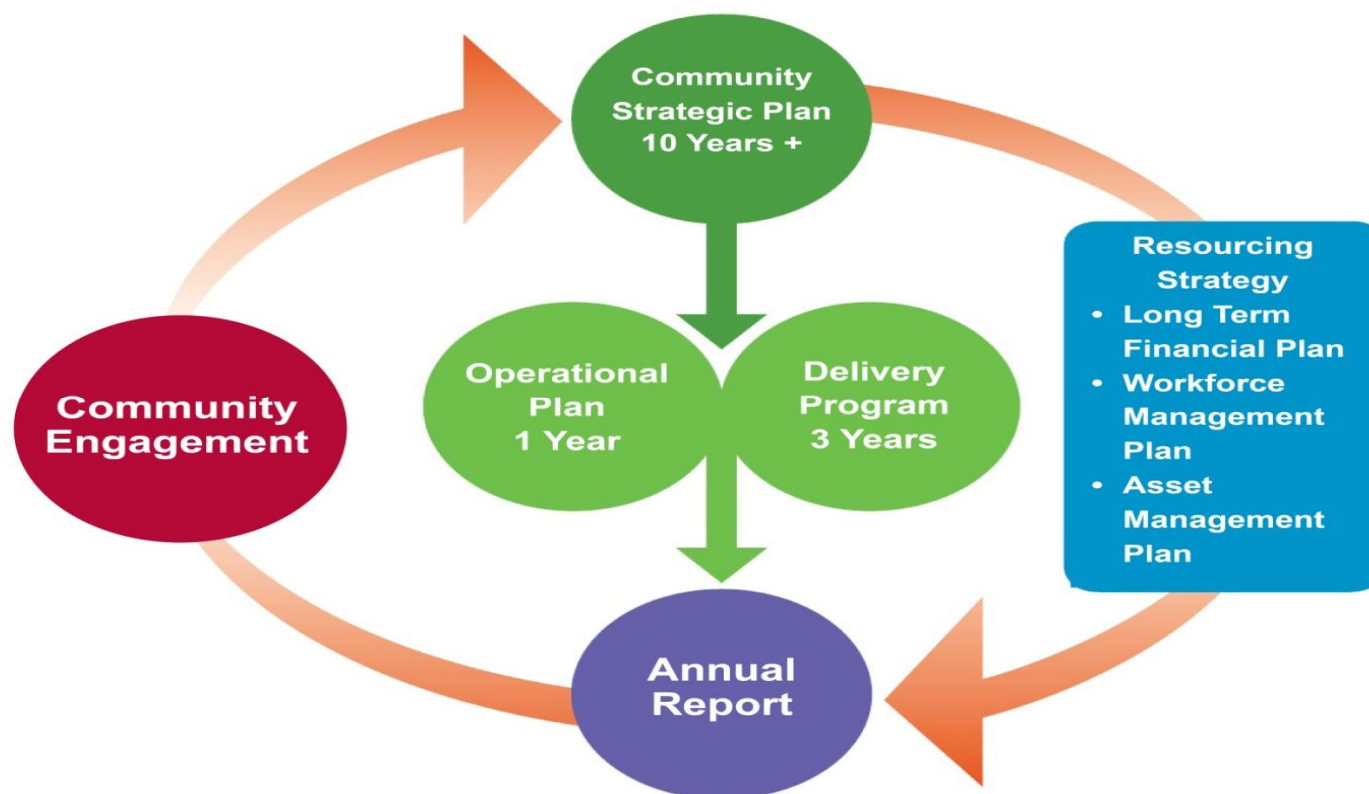 Community
Strategic Plan
10 Years +
Resourcing
Strategy
• Long Term
Financial Plan
• Workforce
Management
Plan
• Asset
Management
Plan
Operational
Plan
1 Year
Delivery
Program
3 Years
Community
Engagement
Annual
Report